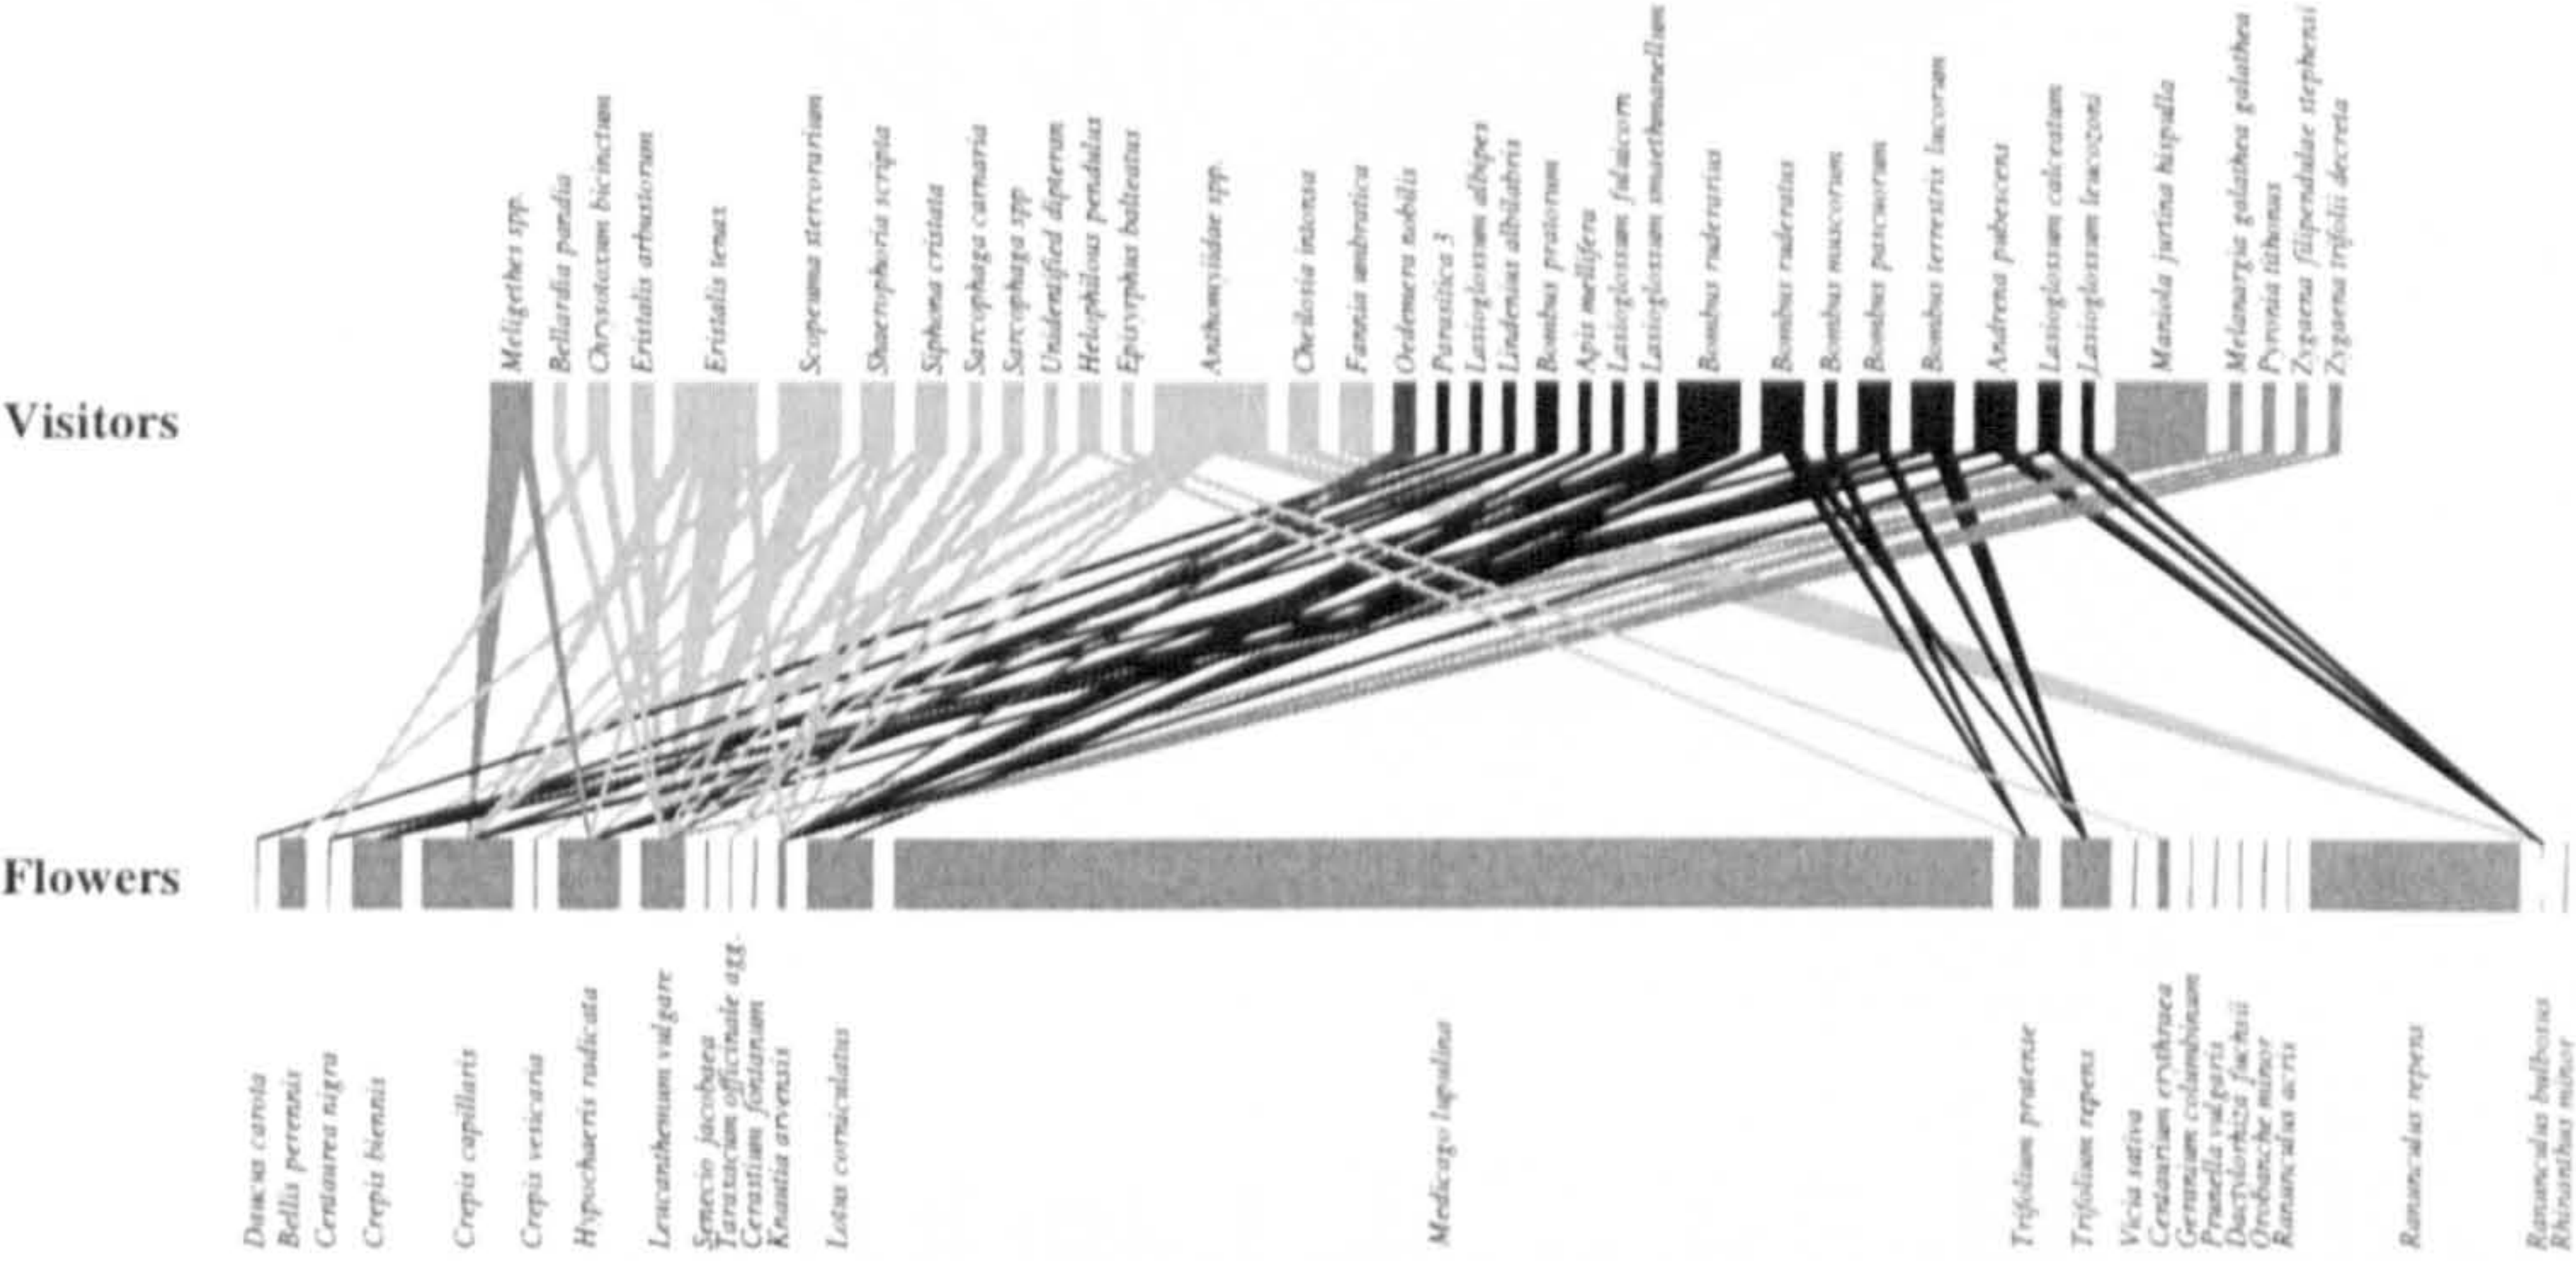 Meligethes spp.
Bellardia pandia
Chrysotoxum bicinctum
Eristalis arbustorum
Eristalis tenax
Scopeuma stercorarium
Shaerophoria scripta
Siphona cristata
Sarcophaga carnaria
Sarcophaga spp
Unidentified dipteran
Helophilous pendulus
Episyrphus balteatus
Anthomyiidae spp.
Cheilosia intonsa
Fannia umbratica
Oedemera nobilis
Parasitica 3
Lasioglossum albipes
Lindenius albilabris
Bombus pratorum
Apis mellifera
Lasioglossum fulvicorn
Lasioglossum smaethmanellum
Bombus ruderarius
Bombus ruderatus
Bombus muscorum
Bombus pascuorum
Bombus terrestris lucorum
Andrena pubescens
Lasioglossum calceatum
Lasiglossum leucozoni
Maniola jurtina hispulla
Melanargia galathea galathea
Pyronia tithonus
Zygaena filipendulae stephensi
Zygaena trifolii decreta
Visitors
Flowers
Daucus carota
Bellis perennis
Centaurea nigra
Crepis biennis
Crepis capillaris
Crepis vesicaria
Hypochaeris radicata
Leucanthemum vulgare
Senecio jacobaea
Taraxacum officinale agg.
Cerastium fontanum
Knautia arvensis
Lotus corniculatus
Medicago lupulina
Trifolium pratense
Trifolium repens
Vicia sativa
Centaurium erythraea
Geranium columbinum
Prunella vulgaris
Dactylorhiza fuchsii
Orobanche minor
Ranunculus acris
Ranunculus repens
Ranunculus bulbosus
Rhinanthus minor